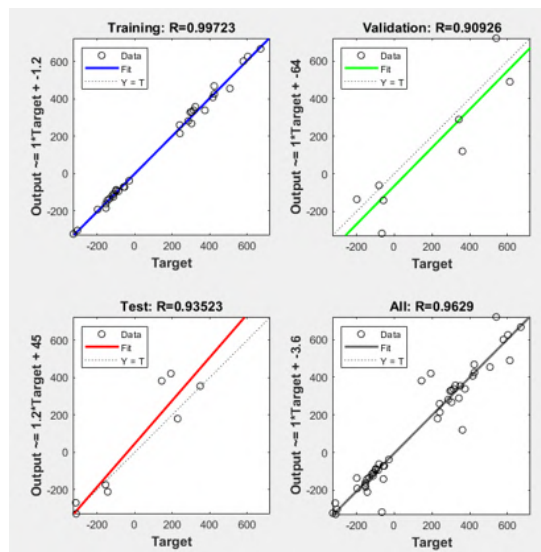 Training: R=0.99723
Output ~= 1*Target + -1.2
600
400
200
0
-200
Data
Fit
Y = T
-200 0 200 400 600
Target
Validation: R=0.90926
Output ~= 1*Target + -64
600
400
200
0
-200
Data
Fit
Y = T
-200 0 200 400 600
Target
Test: R=0.93523
Output ~= 1.2*Target + 45
600
400
200
0
-200
Data
Fit
Y = T
-200 0 200 400 600
Target
All: R=0.9629
Output ~= 1*Target + -3.6
600
400
200
0
-200
Data
Fit
Y = T
-200 0 200 400 600
Target